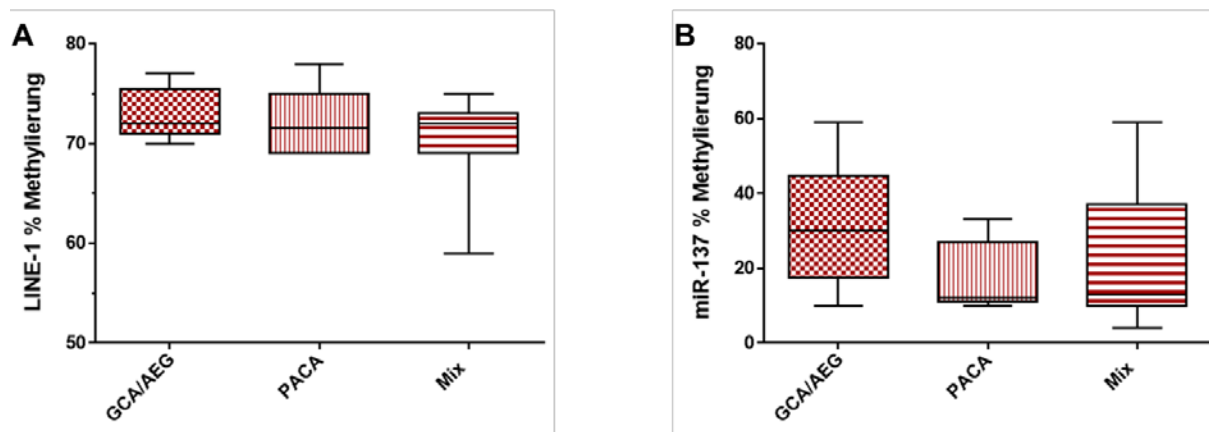 A
LINE-1 % Methylierung
80
70
60
50
GCA/AEG
PACA
Mix
B
miR-137 % Methylierung
80
60
40
20
0
GCA/AEG
PACA
Mix